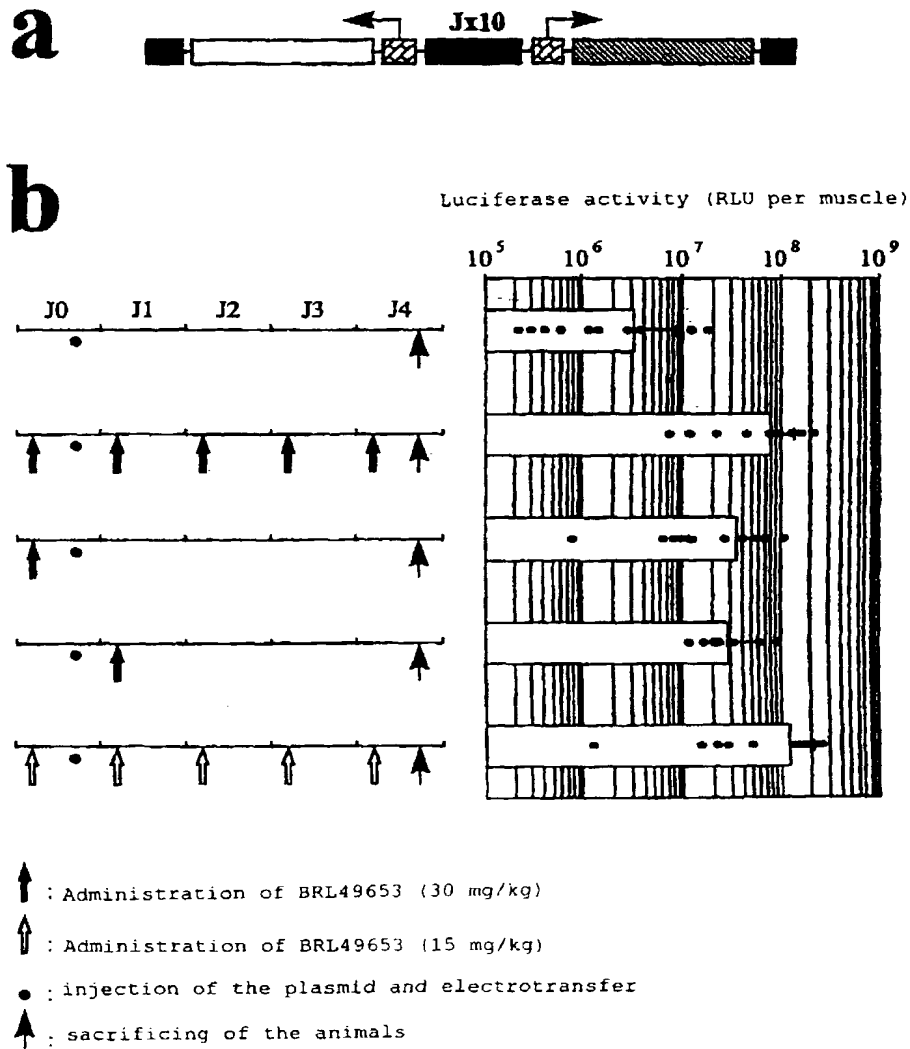 a
Jx10
b
Luciferase activity (RLU per muscle)
10^5 10^6 10^7 10^8 10^9
J0 J1 J2 J3 J4
: Administration of BRL49653 (30 mg/kg)
: Administration of BRL49653 (15 mg/kg)
: injection of the plasmid and electrotransfer
: sacrificing of the animals